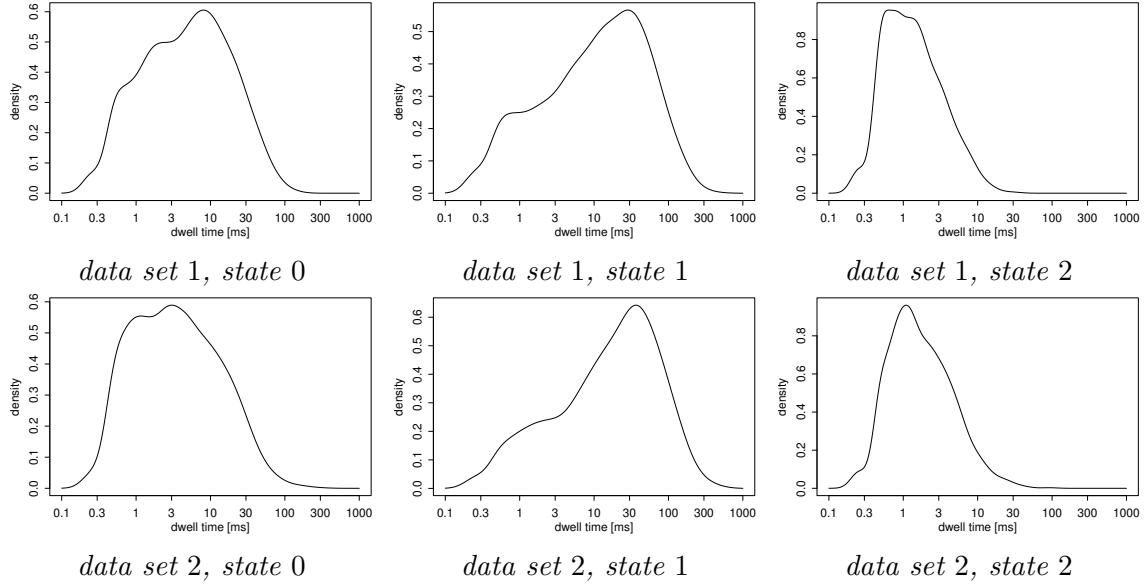 0.0 0.1 0.2 0.3 0.4 0.5 0.6
density
0.1 0.3 1 3 10 30 100 300 1000
dwell time [ms]
data set 1, state 0
0.0 0.1 0.2 0.3 0.4 0.5
density
0.1 0.3 1 3 10 30 100 300 1000
dwell time [ms]
data set 1, state 1
0.0 0.2 0.4 0.6 0.8
density
0.1 0.3 1 3 10 30 100 300 1000
dwell time [ms]
data set 1, state 2
0.0 0.1 0.2 0.3 0.4 0.5 0.6
density
0.1 0.3 1 3 10 30 100 300 1000
dwell time [ms]
data set 2, state 0
0.0 0.1 0.2 0.3 0.4 0.5 0.6
density
0.1 0.3 1 3 10 30 100 300 1000
dwell time [ms]
data set 2, state 1
0.0 0.2 0.4 0.6 0.8
density
0.1 0.3 1 3 10 30 100 300 1000
dwell time [ms]
data set 2, state 2